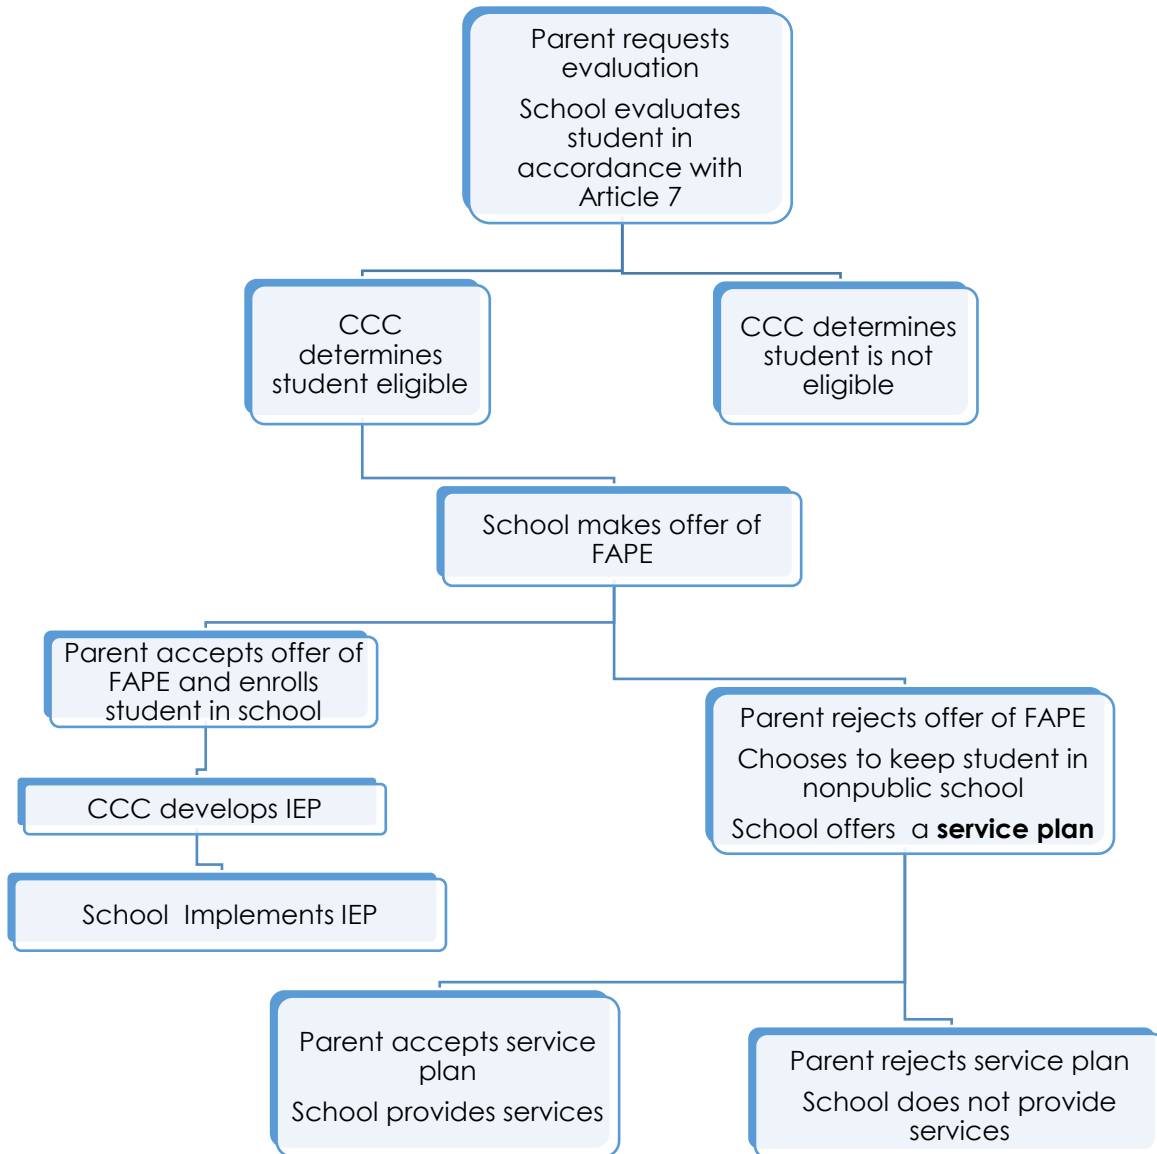 Parent requests
evaluation
School evaluates
student in
accordance with
Article 7
CCC
determines
student eligible
CCC determines
student is not
eligible
School makes offer of
FAPE
Parent accepts offer of
FAPE and enrolls
student in school
Parent rejects offer of FAPE
Chooses to keep student in
nonpublic school
School offers  a service plan
CCC develops IEP
School  Implements IEP
Parent accepts service
plan
School provides services
Parent rejects service plan
School does not provide
services